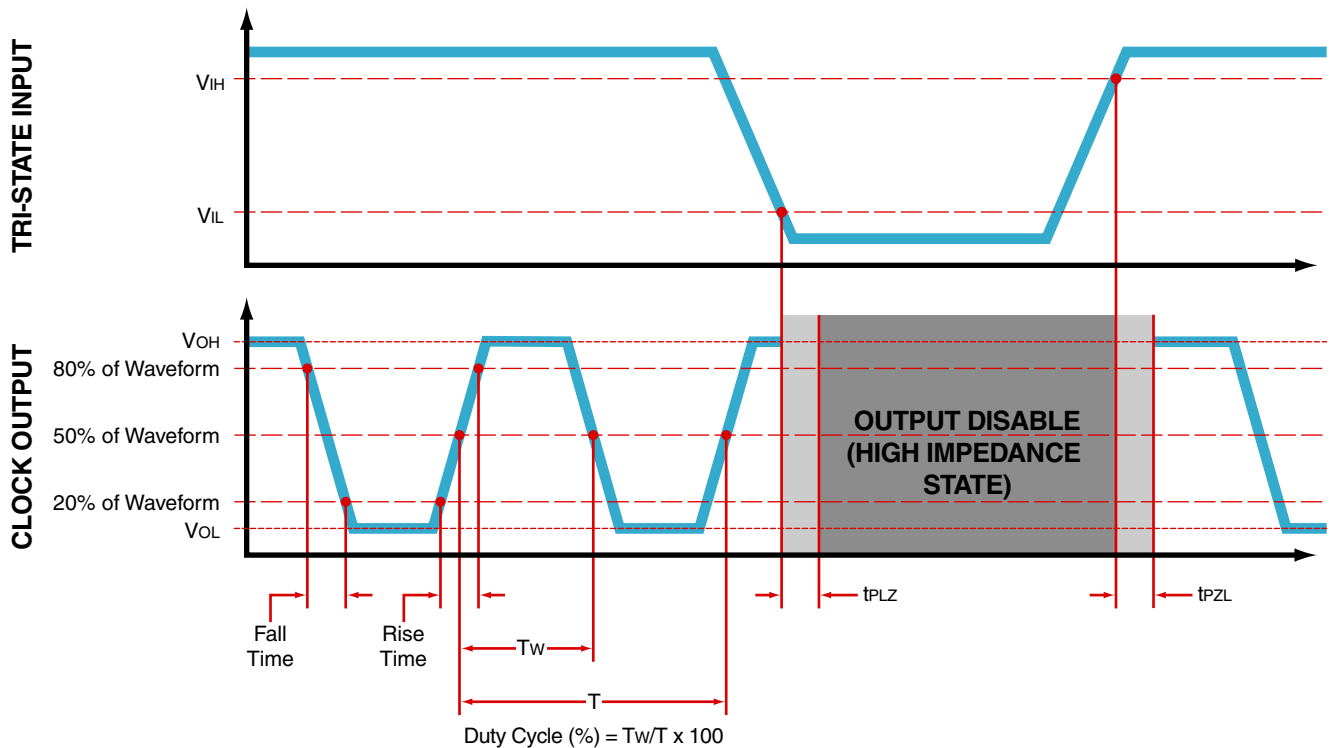 TRI-STATE INPUT
VIH
VIL
CLOCK OUTPUT
VOH
80% of Waveform
50% of Waveform
20% of Waveform
VOL
OUTPUT DISABLE
(HIGH IMPEDANCE
STATE)
Fall
Time
Rise
Time
tPLZ
tPZL
TW
T
Duty Cycle (%) = TW/T x 100